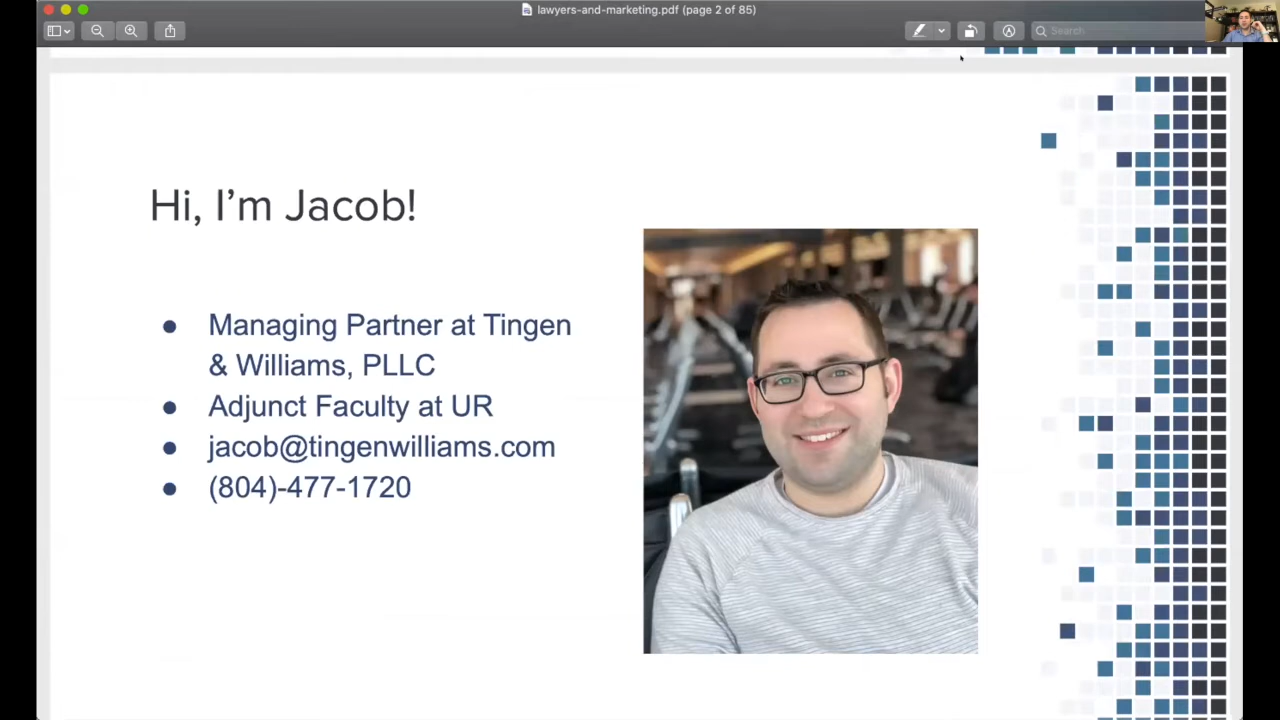 lawyers-and-marketing.pdf (page 2 of 85)
Search
Hi, I’m Jacob!
● Managing Partner at Tingen
& Williams, PLLC
● Adjunct Faculty at UR
● jacob@tingenwilliams.com
● (804)-477-1720